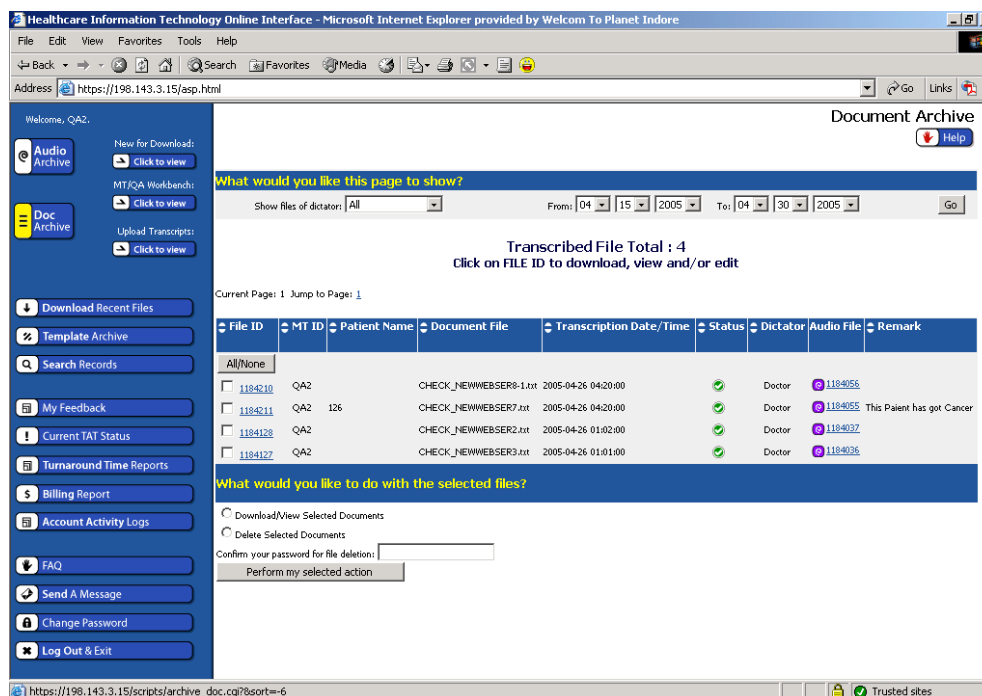 Healthcare Information Technology Online Interface - Microsoft Internet Explorer provided by Welcom To Planet Indore
File Edit View Favorites Tools Help
Back Search Favorites Media
Address https://198.143.3.15/asp.html Go Links
Welcome, QA2.
Audio Archive
New for Download:
Click to view
MT/QA Workbench:
Click to view
Doc Archive
Upload Transcripts:
Click to view
Download Recent Files
Template Archive
Search Records
My Feedback
Current TAT Status
Turnaround Time Reports
Billing Report
Account Activity Logs
FAQ
Send A Message
Change Password
Log Out & Exit
Document Archive
Help
What would you like this page to show?
Show files of dictator: All From: 04 15 2005 To: 04 30 2005 Go
Transcribed File Total : 4
Click on FILE ID to download, view and/or edit
Current Page: 1 Jump to Page: 1
File ID MT ID Patient Name Document File Transcription Date/Time Status Dictator Audio File Remark
All/None
1184210 QA2 CHECK_NEWWEBSER8-1.txt 2005-04-26 04:20:00 Doctor 1184056
1184211 QA2 126 CHECK_NEWWEBSER7.txt 2005-04-26 04:20:00 Doctor 1184055 This Paient has got Cancer
1184128 QA2 CHECK_NEWWEBSER2.txt 2005-04-26 01:02:00 Doctor 1184037
1184127 QA2 CHECK_NEWWEBSER3.txt 2005-04-26 01:01:00 Doctor 1184036
What would you like to do with the selected files?
Download/View Selected Documents
Delete Selected Documents
Confirm your password for file deletion:
Perform my selected action
https://198.143.3.15/scripts/archive_doc.cgi?&sort=-6 Trusted sites